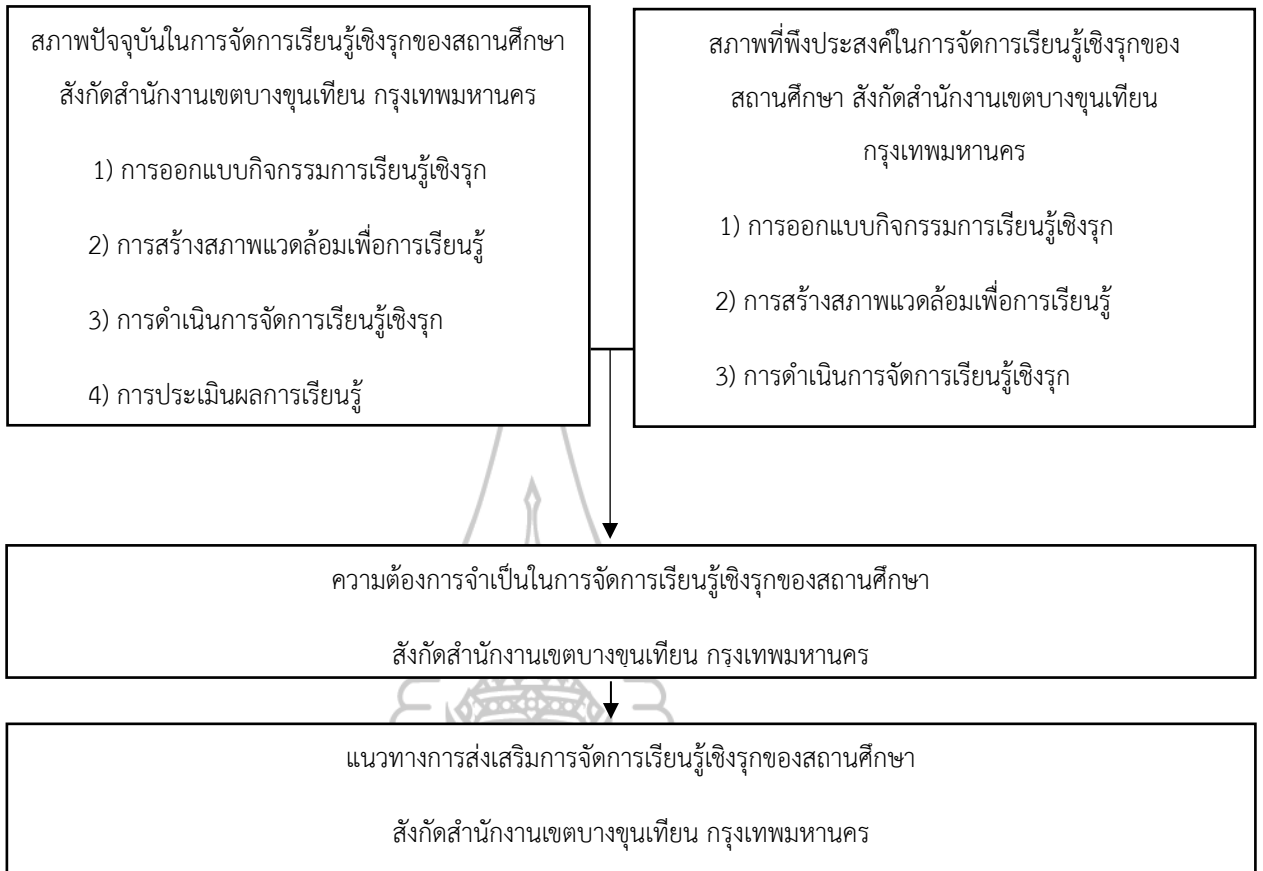 สภาพปัจจุบันในการจัดการเรียนรู้เชิงรุกของสถานศึกษา
สังกัดสำนักงานเขตบางขุนเทียน กรุงเทพมหานคร
1) การออกแบบกิจกรรมการเรียนรู้เชิงรุก
2) การสร้างสภาพแวดล้อมเพื่อการเรียนรู้
3) การดำเนินการจัดการเรียนรู้เชิงรุก
4) การประเมินผลการเรียนรู้
สภาพที่พึงประสงค์ในการจัดการเรียนรู้เชิงรุกของ
สถานศึกษา สังกัดสำนักงานเขตบางขุนเทียน
กรุงเทพมหานคร
1) การออกแบบกิจกรรมการเรียนรู้เชิงรุก
2) การสร้างสภาพแวดล้อมเพื่อการเรียนรู้
3) การดำเนินการจัดการเรียนรู้เชิงรุก
ความต้องการจำเป็นในการจัดการเรียนรู้เชิงรุกของสถานศึกษา
สังกัดสำนักงานเขตบางขุนเทียน กรุงเทพมหานคร
แนวทางการส่งเสริมการจัดการเรียนรู้เชิงรุกของสถานศึกษา
สังกัดสำนักงานเขตบางขุนเทียน กรุงเทพมหานคร